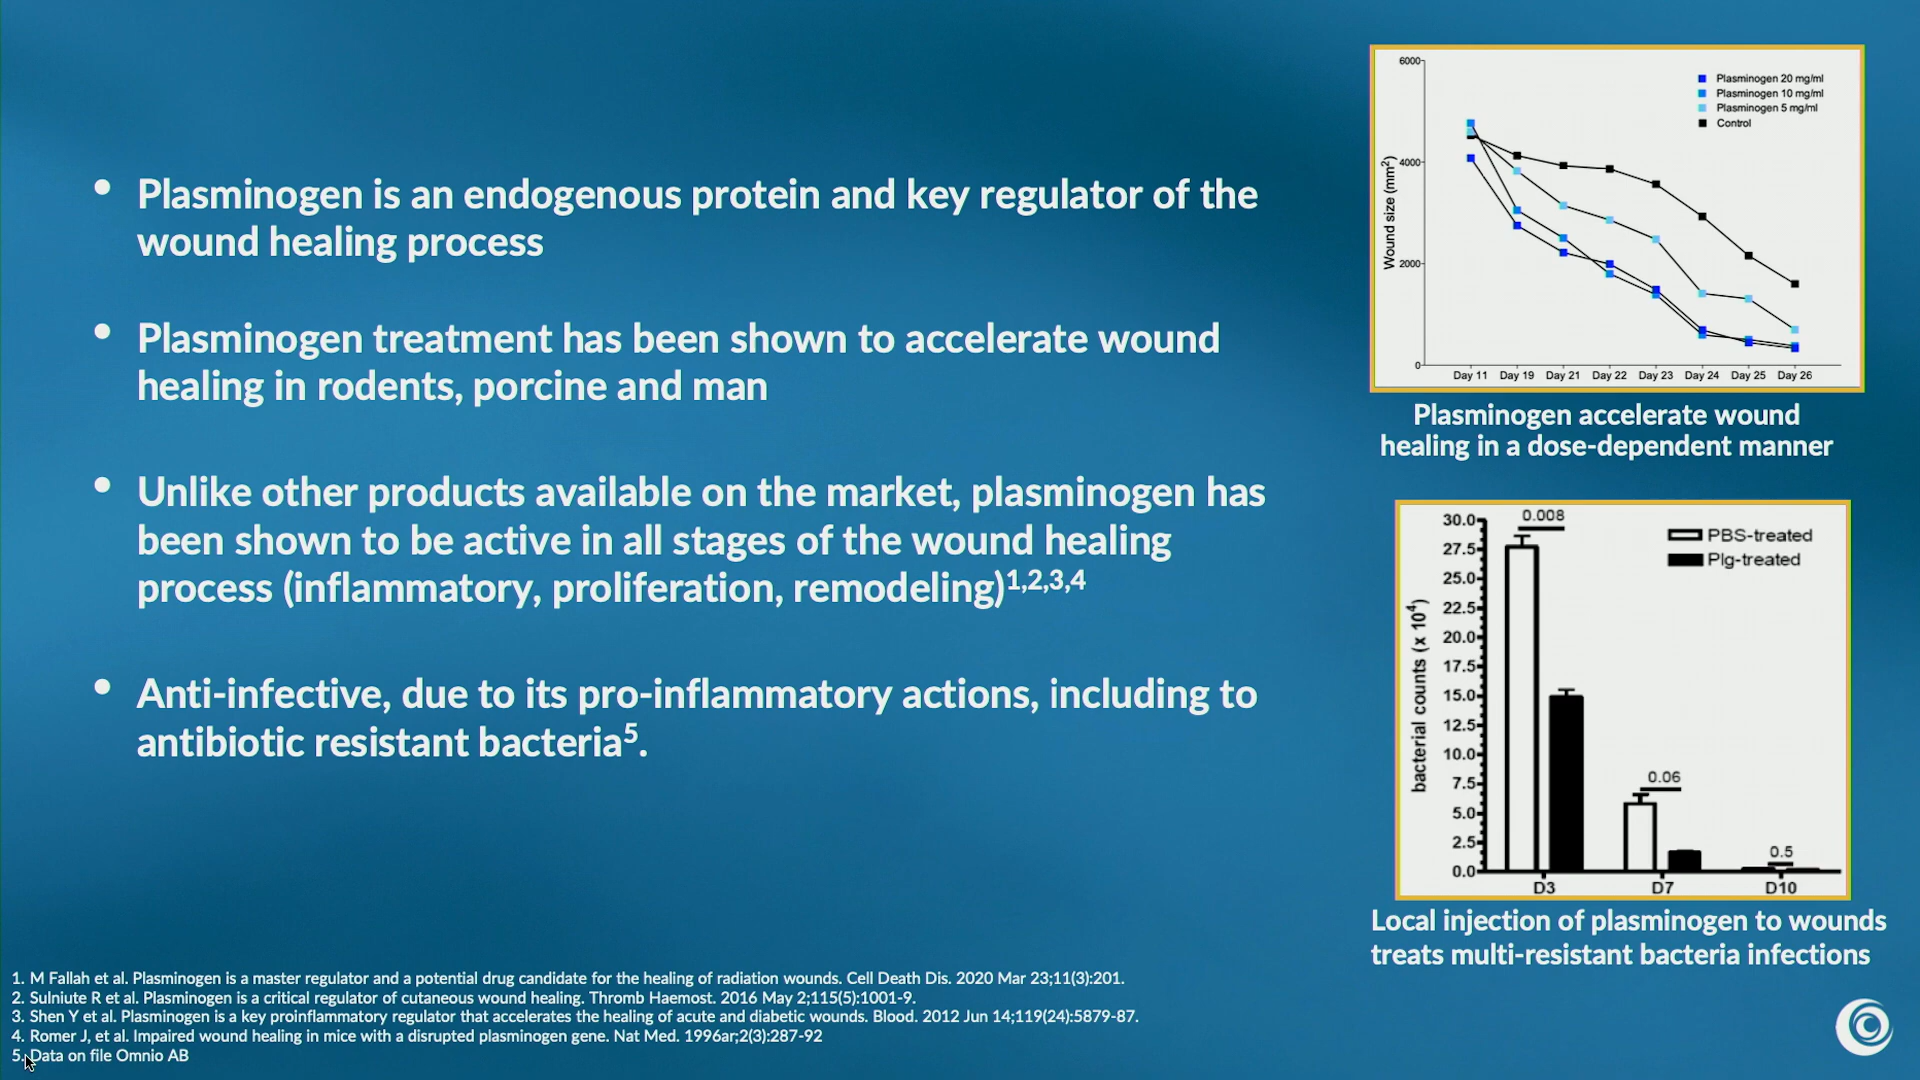 • Plasminogen is an endogenous protein and key regulator of the
wound healing process
• Plasminogen treatment has been shown to accelerate wound
healing in rodents, porcine and man
• Unlike other products available on the market, plasminogen has
been shown to be active in all stages of the wound healing
process (inflammatory, proliferation, remodeling)1,2,3,4
• Anti-infective, due to its pro-inflammatory actions, including to
antibiotic resistant bacteria5.
1. M Fallah et al. Plasminogen is a master regulator and a potential drug candidate for the healing of radiation wounds. Cell Death Dis. 2020 Mar 23;11(3):201.
2. Sulniute R et al. Plasminogen is a critical regulator of cutaneous wound healing. Thromb Haemost. 2016 May 2;115(5):1001-9.
3. Shen Y et al. Plasminogen is a key proinflammatory regulator that accelerates the healing of acute and diabetic wounds. Blood. 2012 Jun 14;119(24):5879-87.
4. Romer J, et al. Impaired wound healing in mice with a disrupted plasminogen gene. Nat Med. 1996ar;2(3):287-92
5. Data on file Omnio AB
Plasminogen 20 mg/ml
Plasminogen 10 mg/ml
Plasminogen 5 mg/ml
Control
Wound size (mm2)
6000
4000
2000
0
Day 11 Day 19 Day 21 Day 22 Day 23 Day 24 Day 25 Day 26
Plasminogen accelerate wound
healing in a dose-dependent manner
PBS-treated
Plg-treated
bacterial counts (x 104)
30.0
27.5
25.0
22.5
20.0
17.5
15.0
12.5
10.0
7.5
5.0
2.5
0.0
0.008
0.06
0.5
D3 D7 D10
Local injection of plasminogen to wounds
treats multi-resistant bacteria infections